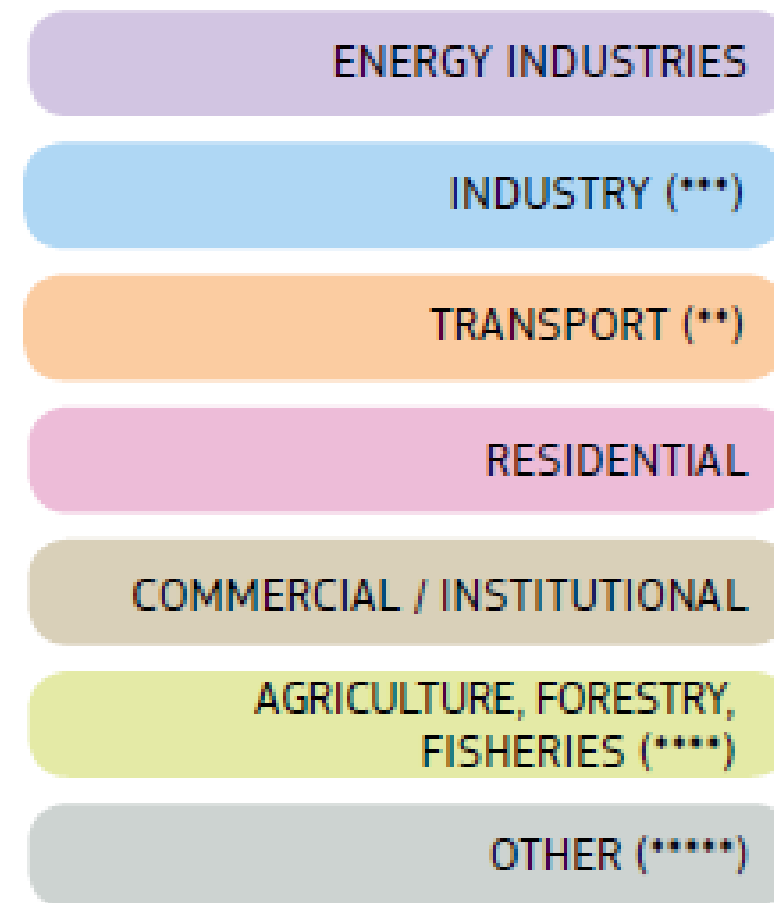 ENERGY INDUSTRIES
INDUSTRY (***)
TRANSPORT (**)
RESIDENTIAL
COMMERCIAL / INSTITUTIONAL
AGRICULTURE, FORESTRY,
FISHERIES (****)
OTHER (*****)